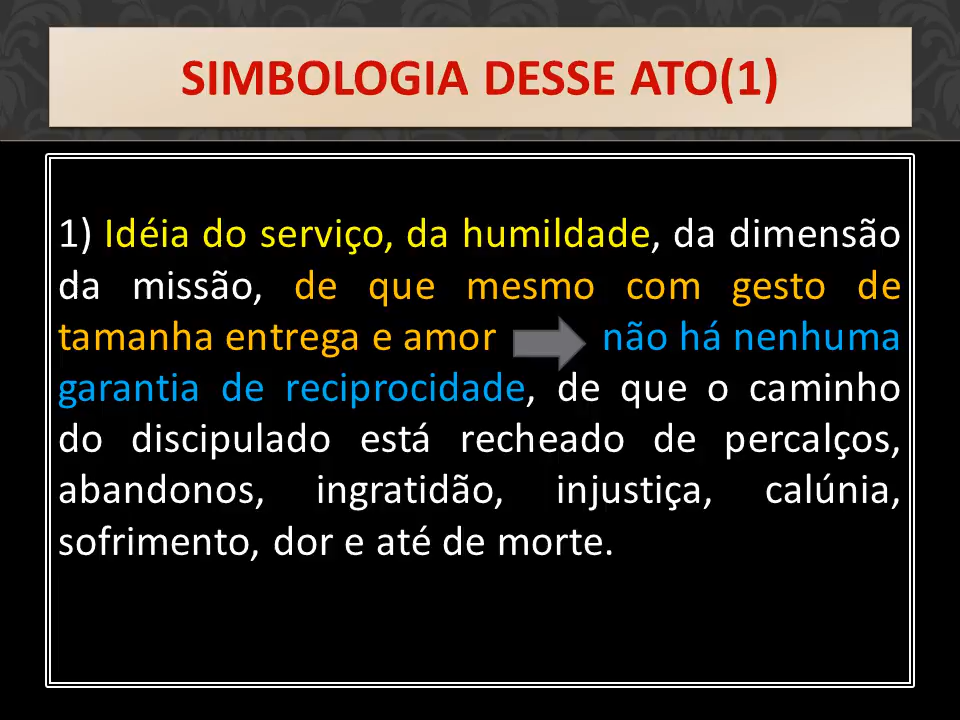 SIMBOLOGIA DESSE ATO(1)
1) Idéia do serviço, da humildade, da dimensão
da missão, de que mesmo com gesto de
tamanha entrega e amor não há nenhuma
garantia de reciprocidade, de que o caminho
do discipulado está recheado de percalços,
abandonos, ingratidão, injustiça, calúnia,
sofrimento, dor e até de morte.